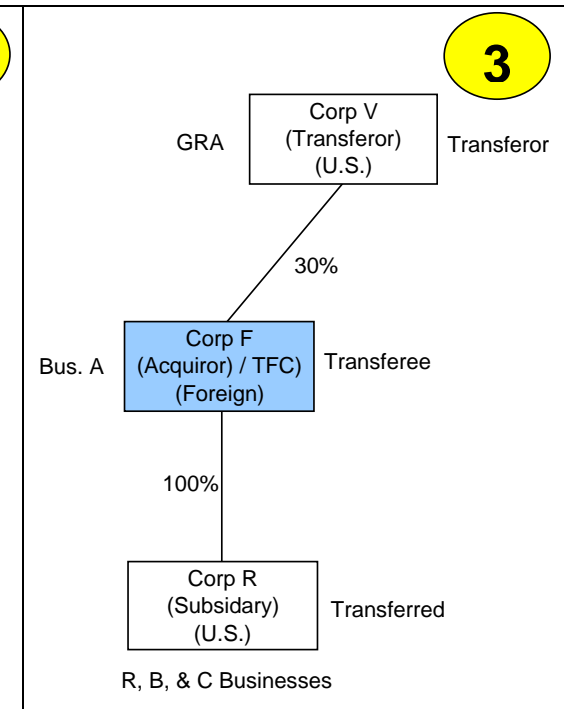 3
Corp V
(Transferor)
(U.S.)
GRA
Transferor
30%
Corp F
(Acquiror) / TFC)
(Foreign)
Bus. A
Transferee
100%
Corp R
(Subsidary)
(U.S.)
Transferred
R, B, & C Businesses